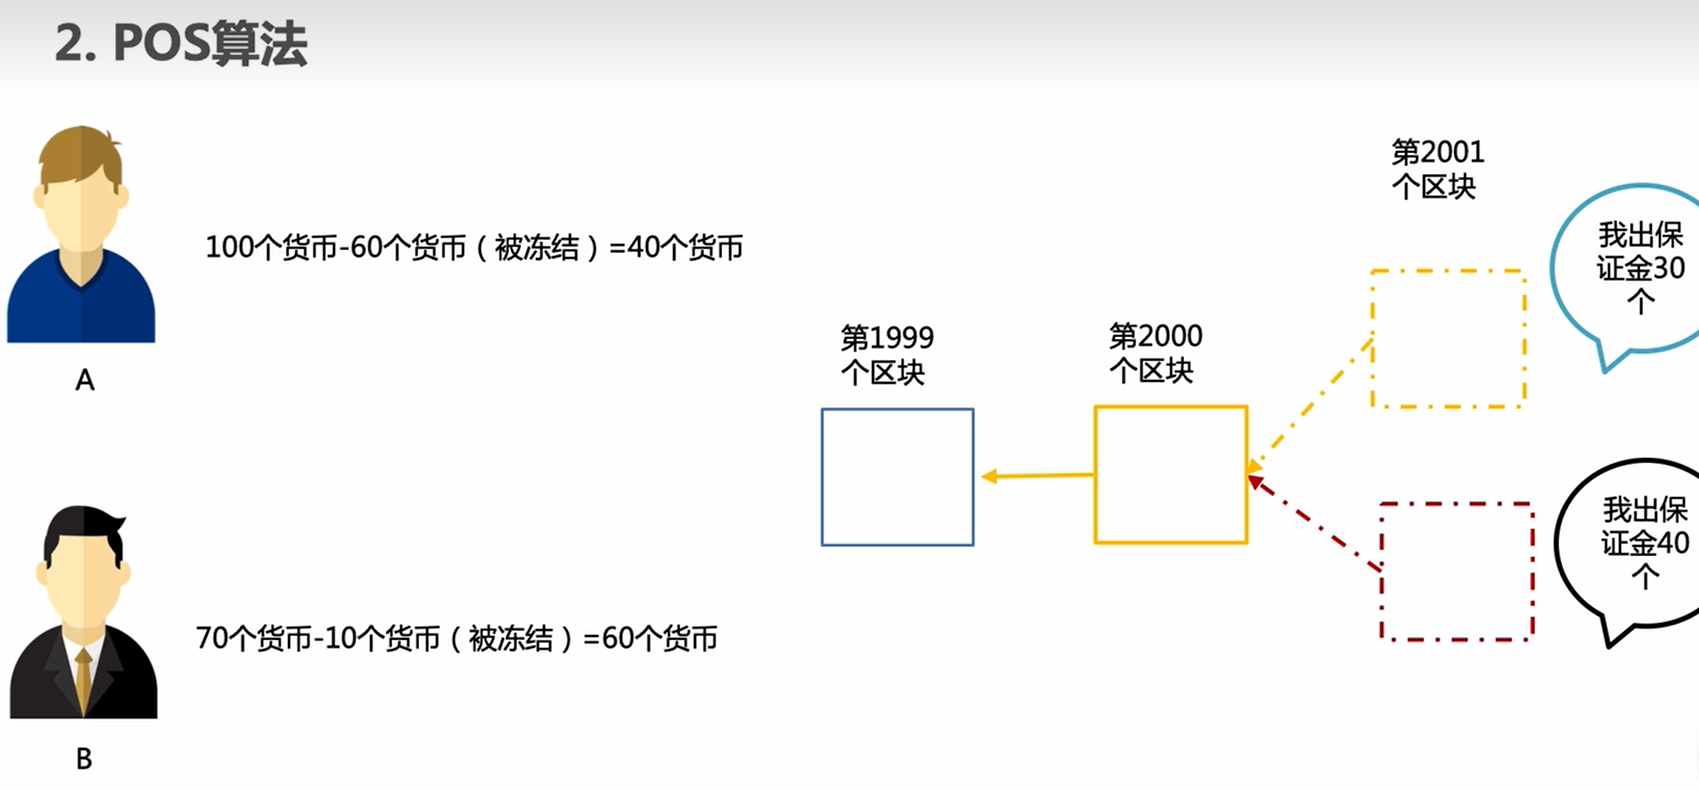 2. POS算法
100个货币-60个货币（被冻结）=40个货币
A
第1999
个区块
第2000
个区块
第2001
个区块
我出保
证金30
个
我出保
证金40
个
70个货币-10个货币（被冻结）=60个货币
B